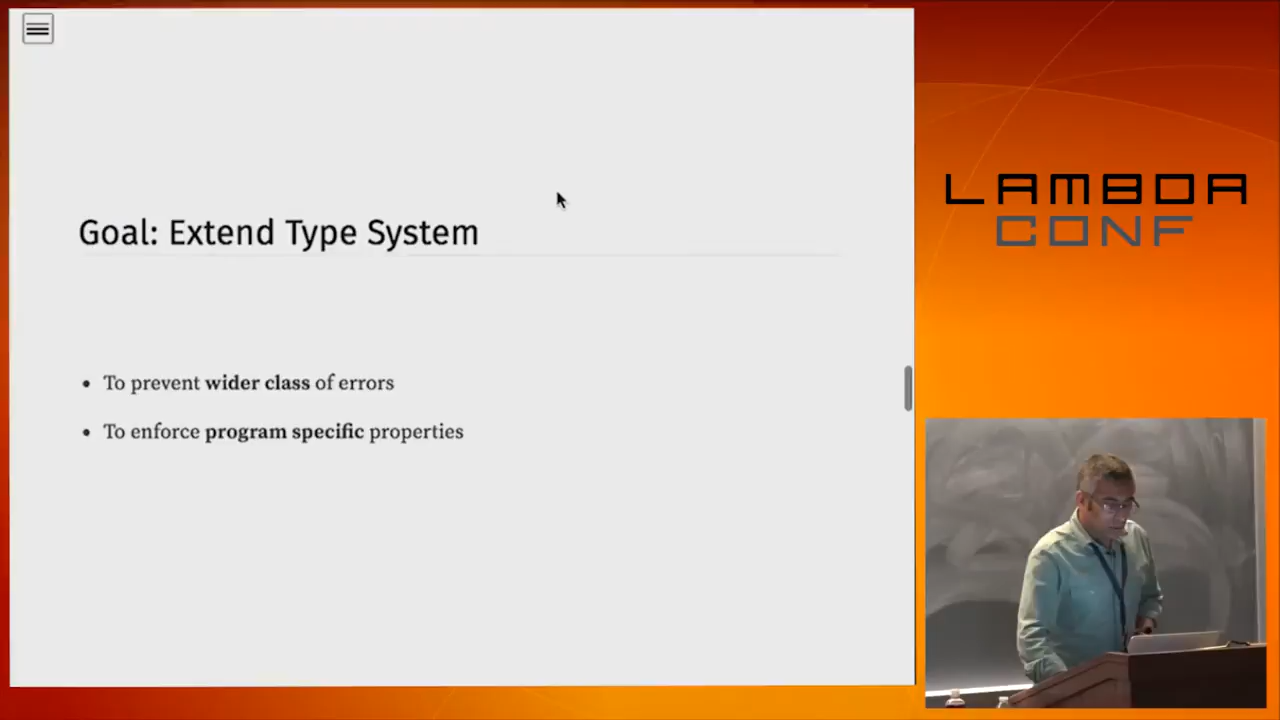 Goal: Extend Type System
To prevent wider class of errors
To enforce program specific properties
LAMBDA
CONF